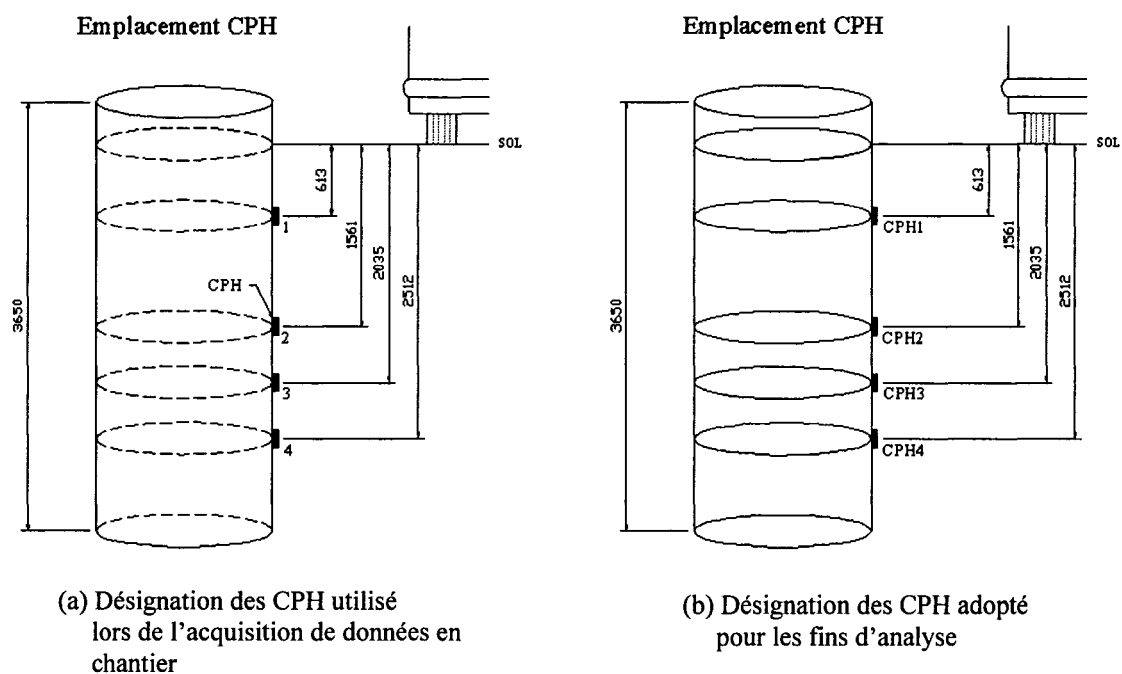 Emplacement CPH
SOL
613
1561
2035
2512
3650
1
CPH
2
3
4
(a) Désignation des CPH utilisé
lors de l'acquisition de données en
chantier
Emplacement CPH
SOL
613
1561
2035
2512
3650
CPH1
CPH2
CPH3
CPH4
(b) Désignation des CPH adopté
pour les fins d'analyse